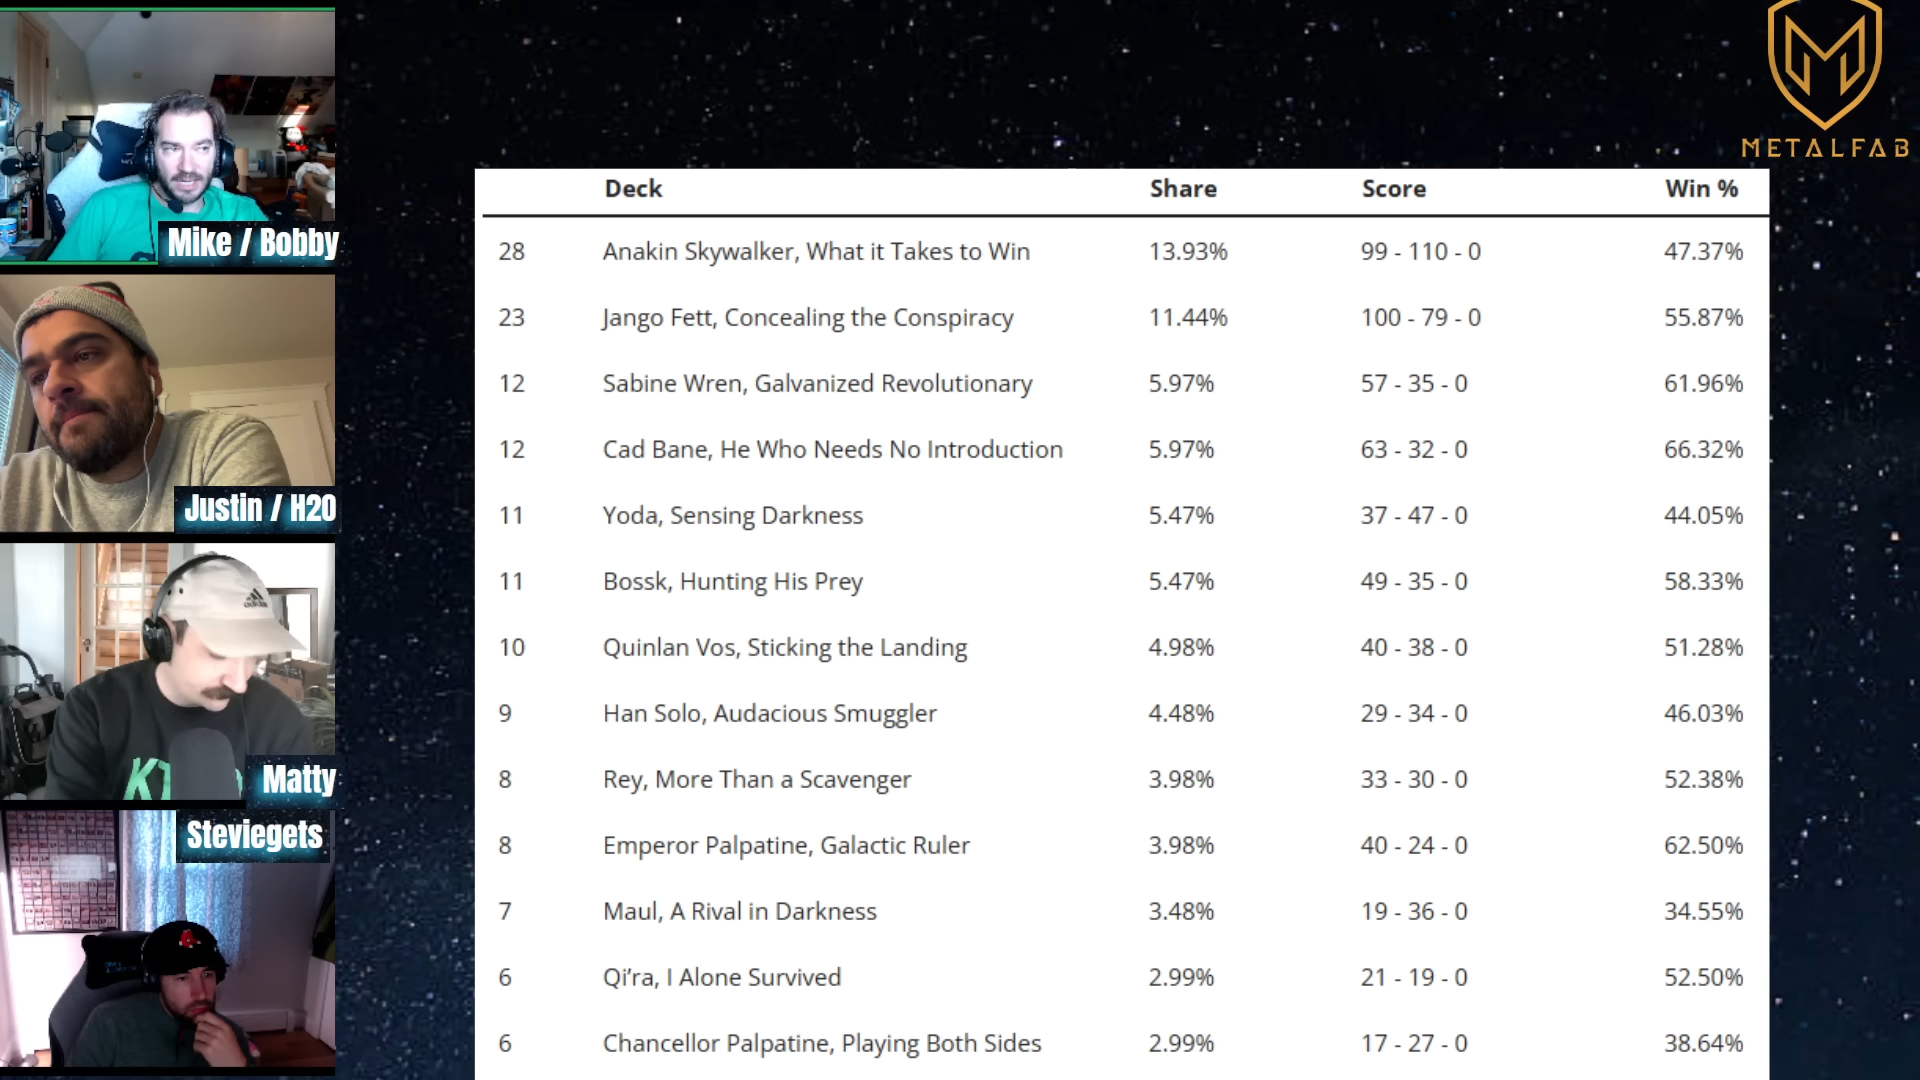 METALFAB
Mike / Bobby
Justin / H20
Matty
Steviegets
Deck Share Score Win %
28 Anakin Skywalker, What it Takes to Win 13.93% 99 - 110 - 0 47.37%
23 Jango Fett, Concealing the Conspiracy 11.44% 100 - 79 - 0 55.87%
12 Sabine Wren, Galvanized Revolutionary 5.97% 57 - 35 - 0 61.96%
12 Cad Bane, He Who Needs No Introduction 5.97% 63 - 32 - 0 66.32%
11 Yoda, Sensing Darkness 5.47% 37 - 47 - 0 44.05%
11 Bossk, Hunting His Prey 5.47% 49 - 35 - 0 58.33%
10 Quinlan Vos, Sticking the Landing 4.98% 40 - 38 - 0 51.28%
9 Han Solo, Audacious Smuggler 4.48% 29 - 34 - 0 46.03%
8 Rey, More Than a Scavenger 3.98% 33 - 30 - 0 52.38%
8 Emperor Palpatine, Galactic Ruler 3.98% 40 - 24 - 0 62.50%
7 Maul, A Rival in Darkness 3.48% 19 - 36 - 0 34.55%
6 Qi’ra, I Alone Survived 2.99% 21 - 19 - 0 52.50%
6 Chancellor Palpatine, Playing Both Sides 2.99% 17 - 27 - 0 38.64%